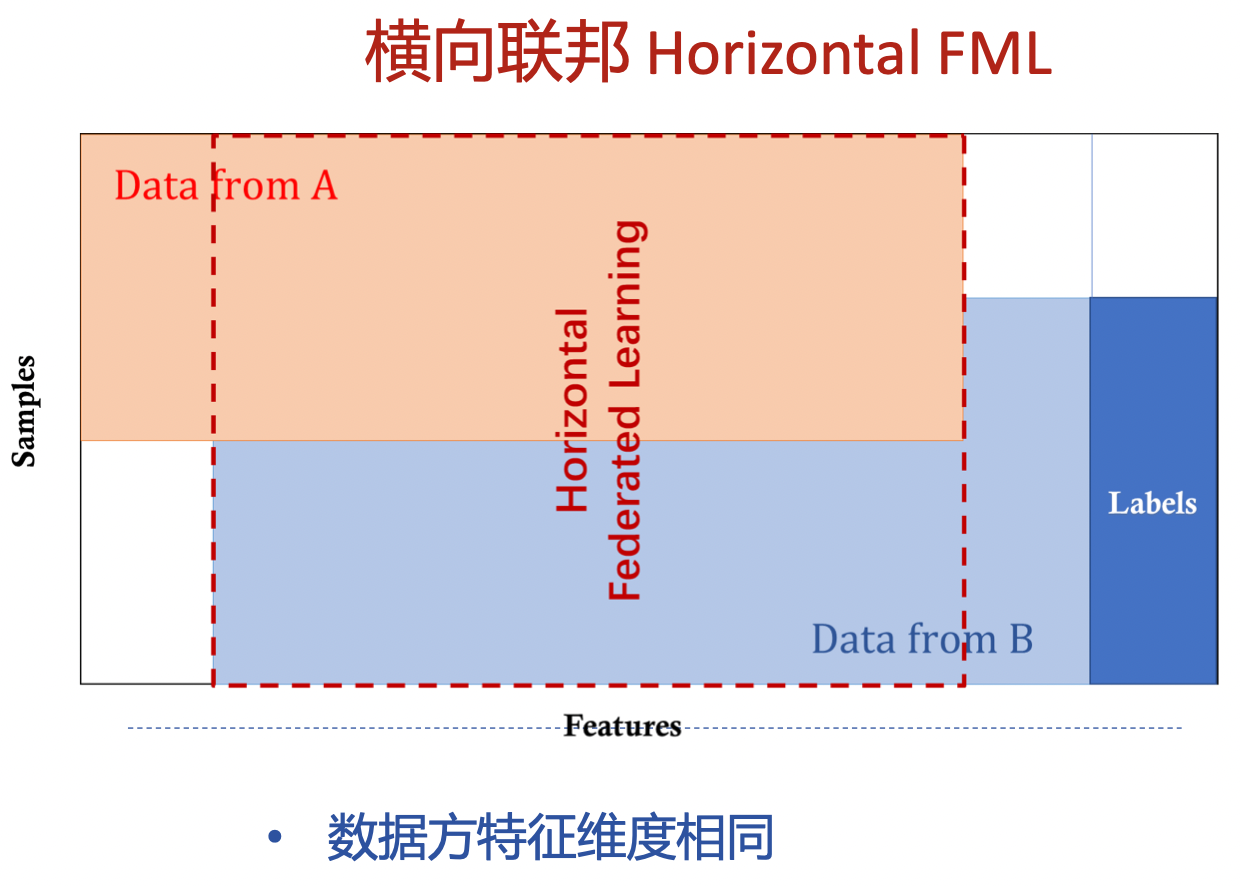 横向联邦 Horizontal FML
Data from A
Horizontal
Federated Learning
Samples
Labels
Data from B
Features
• 数据方特征维度相同